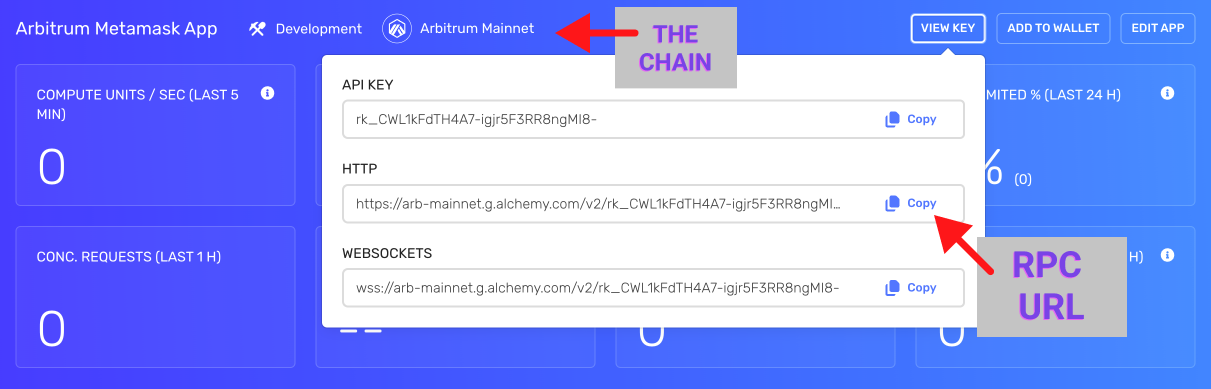 Arbitrum Metamask App
Development
Arbitrum Mainnet
THE
CHAIN
VIEW KEY
ADD TO WALLET
EDIT APP
COMPUTE UNITS / SEC (LAST 5
MIN)
0
API KEY
rk_CWL1kFdTH4A7-igjr5F3RR8ngMI8-
Copy
HTTP
https://arb-mainnet.g.alchemy.com/v2/rk_CWL1kFdTH4A7-igjr5F3RR8ngMI...
Copy
WEBSOCKETS
wss://arb-mainnet.g.alchemy.com/v2/rk_CWL1kFdTH4A7-igjr5F3RR8ngMI8-
Copy
(LAST 24 H)
% (0)
RPC
URL
CONC. REQUESTS (LAST 1 H)
0
0
0
H)